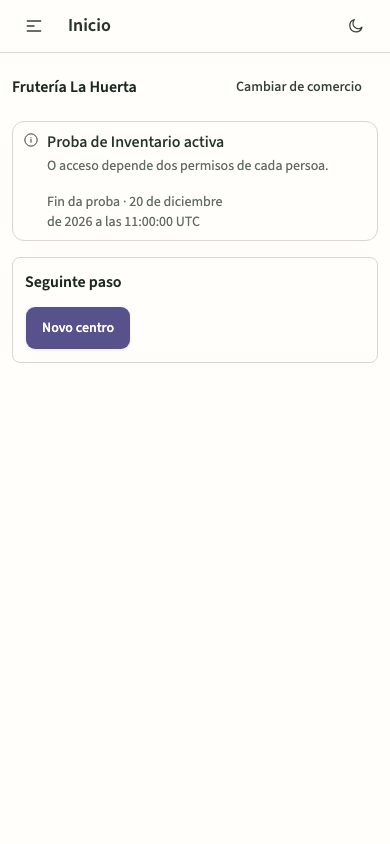 Inicio
Frutería La Huerta
Cambiar de comercio
Proba de Inventario activa
O acceso depende dos permisos de cada persoa.
Fin da proba · 20 de diciembre
de 2026 a las 11:00:00 UTC
Seguinte paso
Novo centro